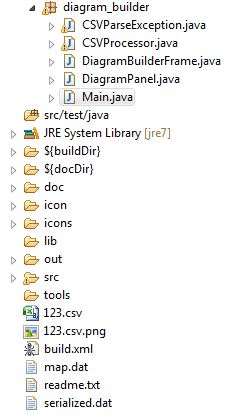 diagram_builder
CSVParseException.java
CSVProcessor.java
DiagramBuilderFrame.java
DiagramPanel.java
Main.java
src/test/java
JRE System Library [jre7]
${buildDir}
${docDir}
doc
icon
icons
lib
out
src
tools
123.csv
123.csv.png
build.xml
map.dat
readme.txt
serialized.dat